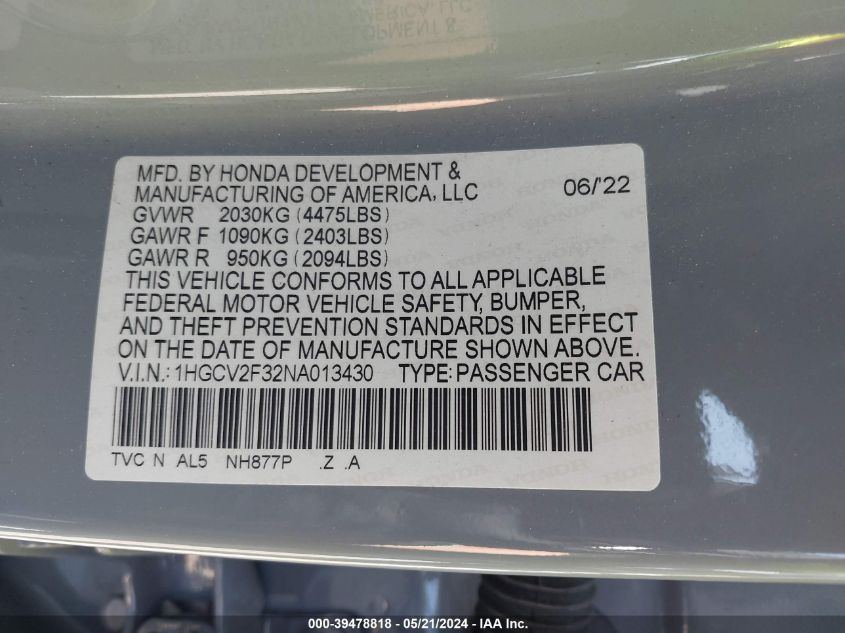 MFD. BY HONDA DEVELOPMENT &
MANUFACTURING OF AMERICA, LLC 06/'22
GVWR 2030KG (4475LBS)
GAWR F 1090KG (2403LBS)
GAWR R 950KG (2094LBS)
THIS VEHICLE CONFORMS TO ALL APPLICABLE
FEDERAL MOTOR VEHICLE SAFETY, BUMPER,
AND THEFT PREVENTION STANDARDS IN EFFECT
ON THE DATE OF MANUFACTURE SHOWN ABOVE.
V.I.N.: 1HGCV2F32NA013430 TYPE: PASSENGER CAR
TVC N AL5 NH877P .Z .A
000-39478818 - 05/21/2024 - IAA Inc.